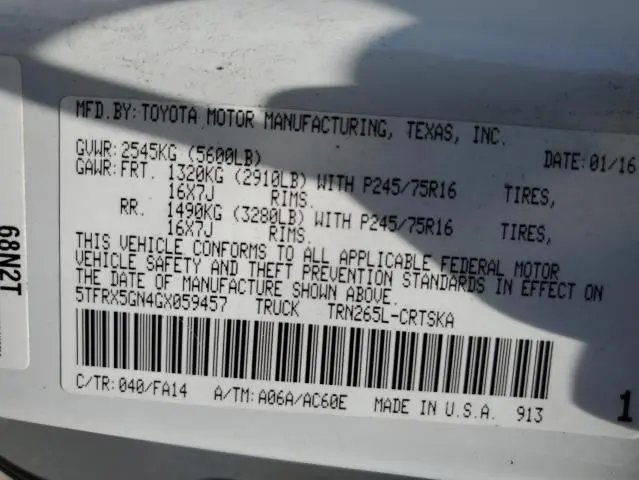 MFD.BY:TOYOTA MOTOR MANUFACTURING, TEXAS, INC.
GVWR:2545KG (5600LB) DATE:01/16
GAWR:FRT. 1320KG (2910LB) WITH P245/75R16 TIRES,
16X7J RIMS.
RR. 1490KG (3280LB) WITH P245/75R16 TIRES,
16X7J RIMS.
THIS VEHICLE CONFORMS TO ALL APPLICABLE FEDERAL MOTOR
VEHICLE SAFETY AND THEFT PREVENTION STANDARDS IN EFFECT ON
THE DATE OF MANUFACTURE SHOWN ABOVE.
5TFRX5GN4GX059457 TRUCK TRN265L-CRTSKA
C/TR:040/FA14 A/TM:A06A/AC60E MADE IN U.S.A. 913
1
68N2T